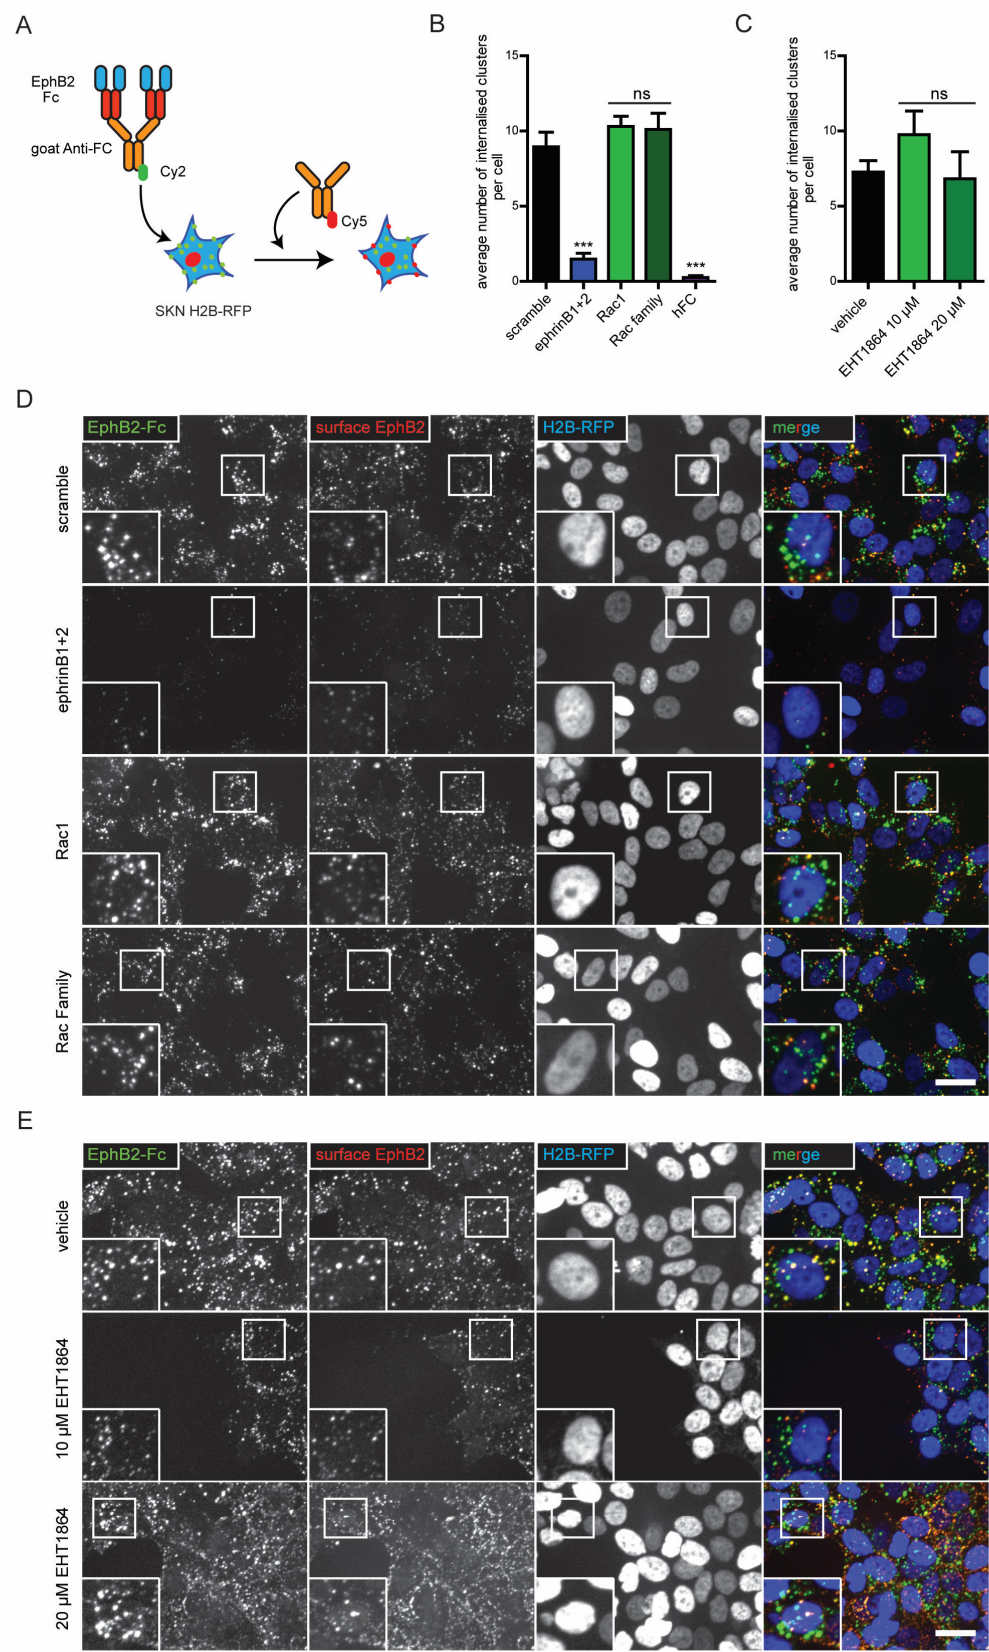 A
EphB2
Fc
goat Anti-FC
Cy2
Cy5
SKN H2B-RFP
B
average number of internalised clusters
per cell
15
10
5
0
ns
***
***
scramble
ephrinB1+2
Rac1
Rac family
hFC
C
average number of internalised clusters
per cell
15
10
5
0
ns
vehicle
EHT1864 10 µM
EHT1864 20 µM
D
EphB2-Fc
surface EphB2
H2B-RFP
merge
scramble
ephrinB1+2
Rac1
Rac Family
E
EphB2-Fc
surface EphB2
H2B-RFP
merge
vehicle
10 µM EHT1864
20 µM EHT1864